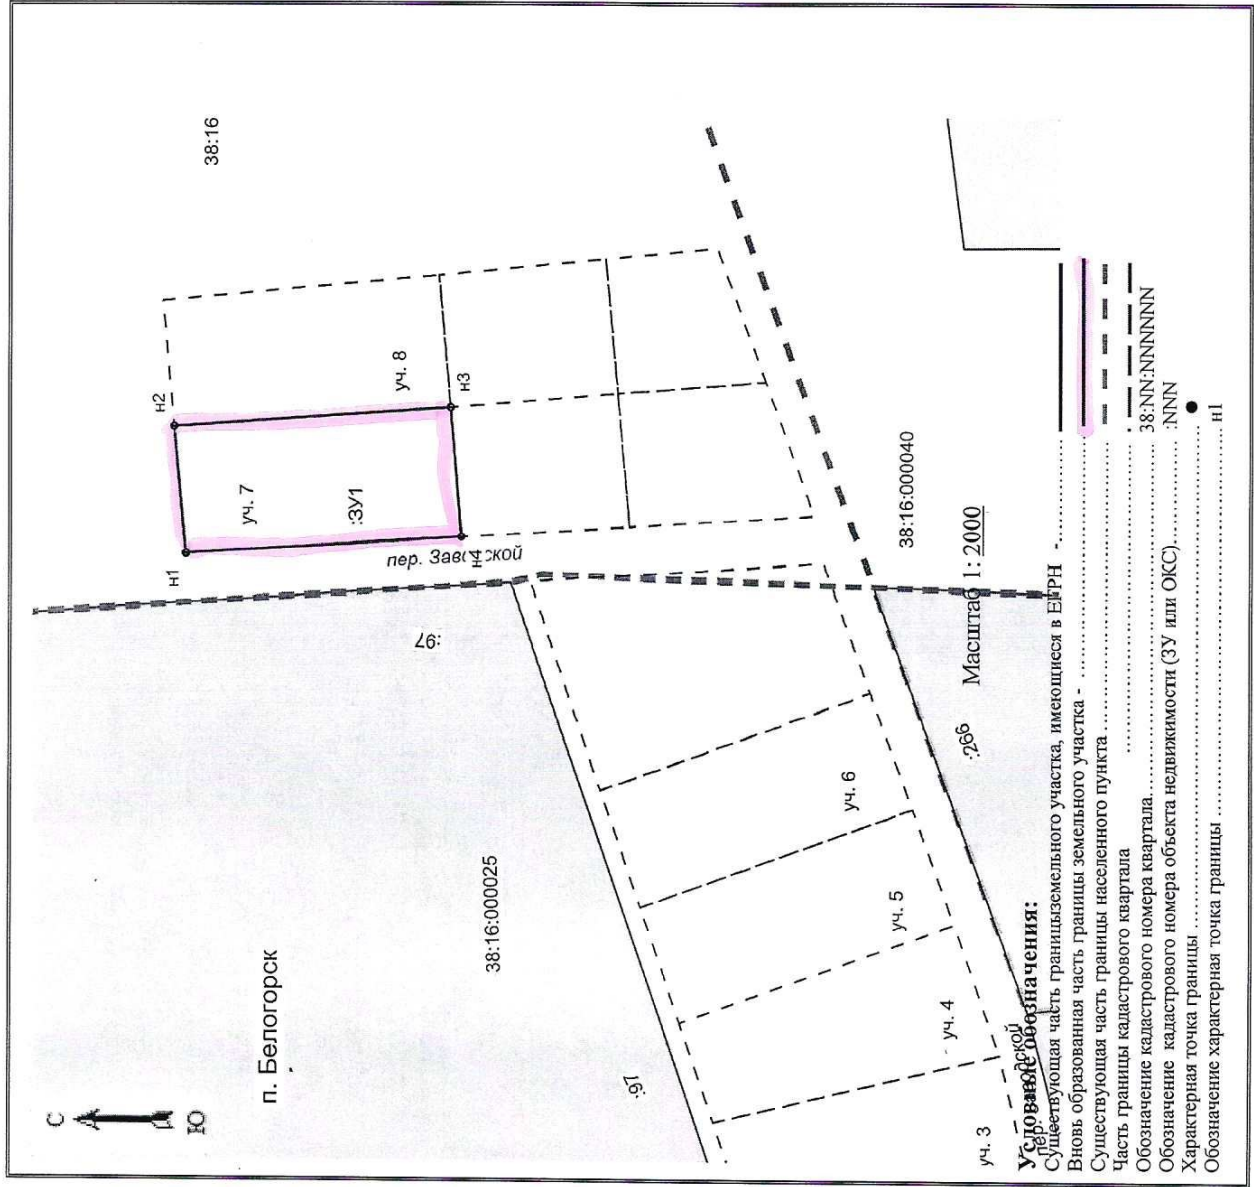 С
Ю
п. Белогорск
38:16
н1
н2
уч. 7
:ЗУ1
уч. 8
н3
н4
пер. Зав
ской
:97
38:16:000025
38:16:000040
:97
:266
уч. 6
уч. 5
уч. 4
уч. 3
Масштаб 1: 2000
Условные обозначения:
Существующая часть границыземельного участка, имеющиеся в ЕГРН -
Вновь образованная часть границы земельного участка -
Существующая часть границы населенного пункта
Часть границы кадастрового квартала
Обозначение кадастрового номера квартала 38:NN:NNNNNN
Обозначение кадастрового номера объекта недвижимости (ЗУ или ОКС) :NNN
Характерная точка границы
Обозначение характерная точка границы н1